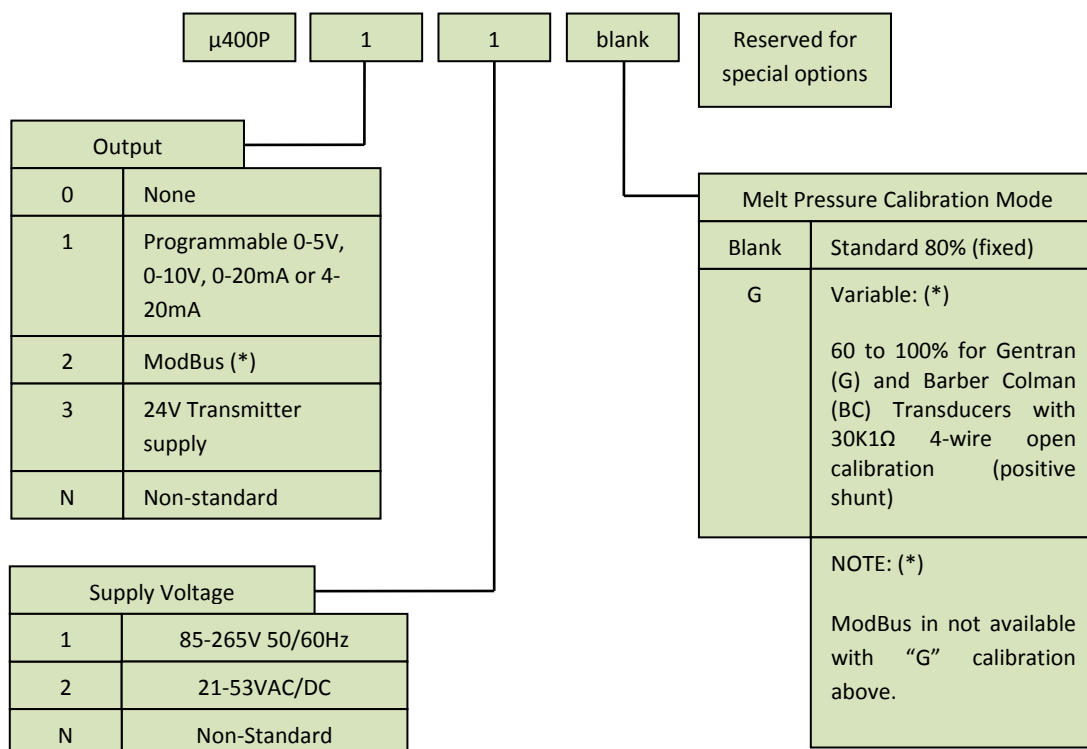 µ400P
1
1
blank
Reserved for
special options
Output
0 None
1 Programmable 0-5V,
0-10V, 0-20mA or 4-
20mA
2 ModBus (*)
3 24V Transmitter
supply
N Non-standard
Supply Voltage
1 85-265V 50/60Hz
2 21-53VAC/DC
N Non-Standard
Melt Pressure Calibration Mode
Blank Standard 80% (fixed)
G Variable: (*)
60 to 100% for Gentran
(G) and Barber Colman
(BC) Transducers with
30K1Ω 4-wire open
calibration (positive
shunt)
NOTE: (*)
ModBus in not available
with “G” calibration
above.